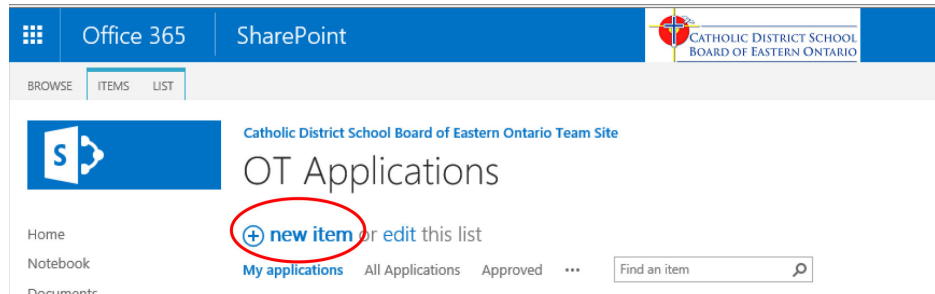 Office 365 SharePoint
CATHOLIC DISTRICT SCHOOL
BOARD OF EASTERN ONTARIO
BROWSE ITEMS LIST
S
Catholic District School Board of Eastern Ontario Team Site
OT Applications
new item or edit this list
Home
Notebook
My applications All Applications Approved ••• Find an item
Documents